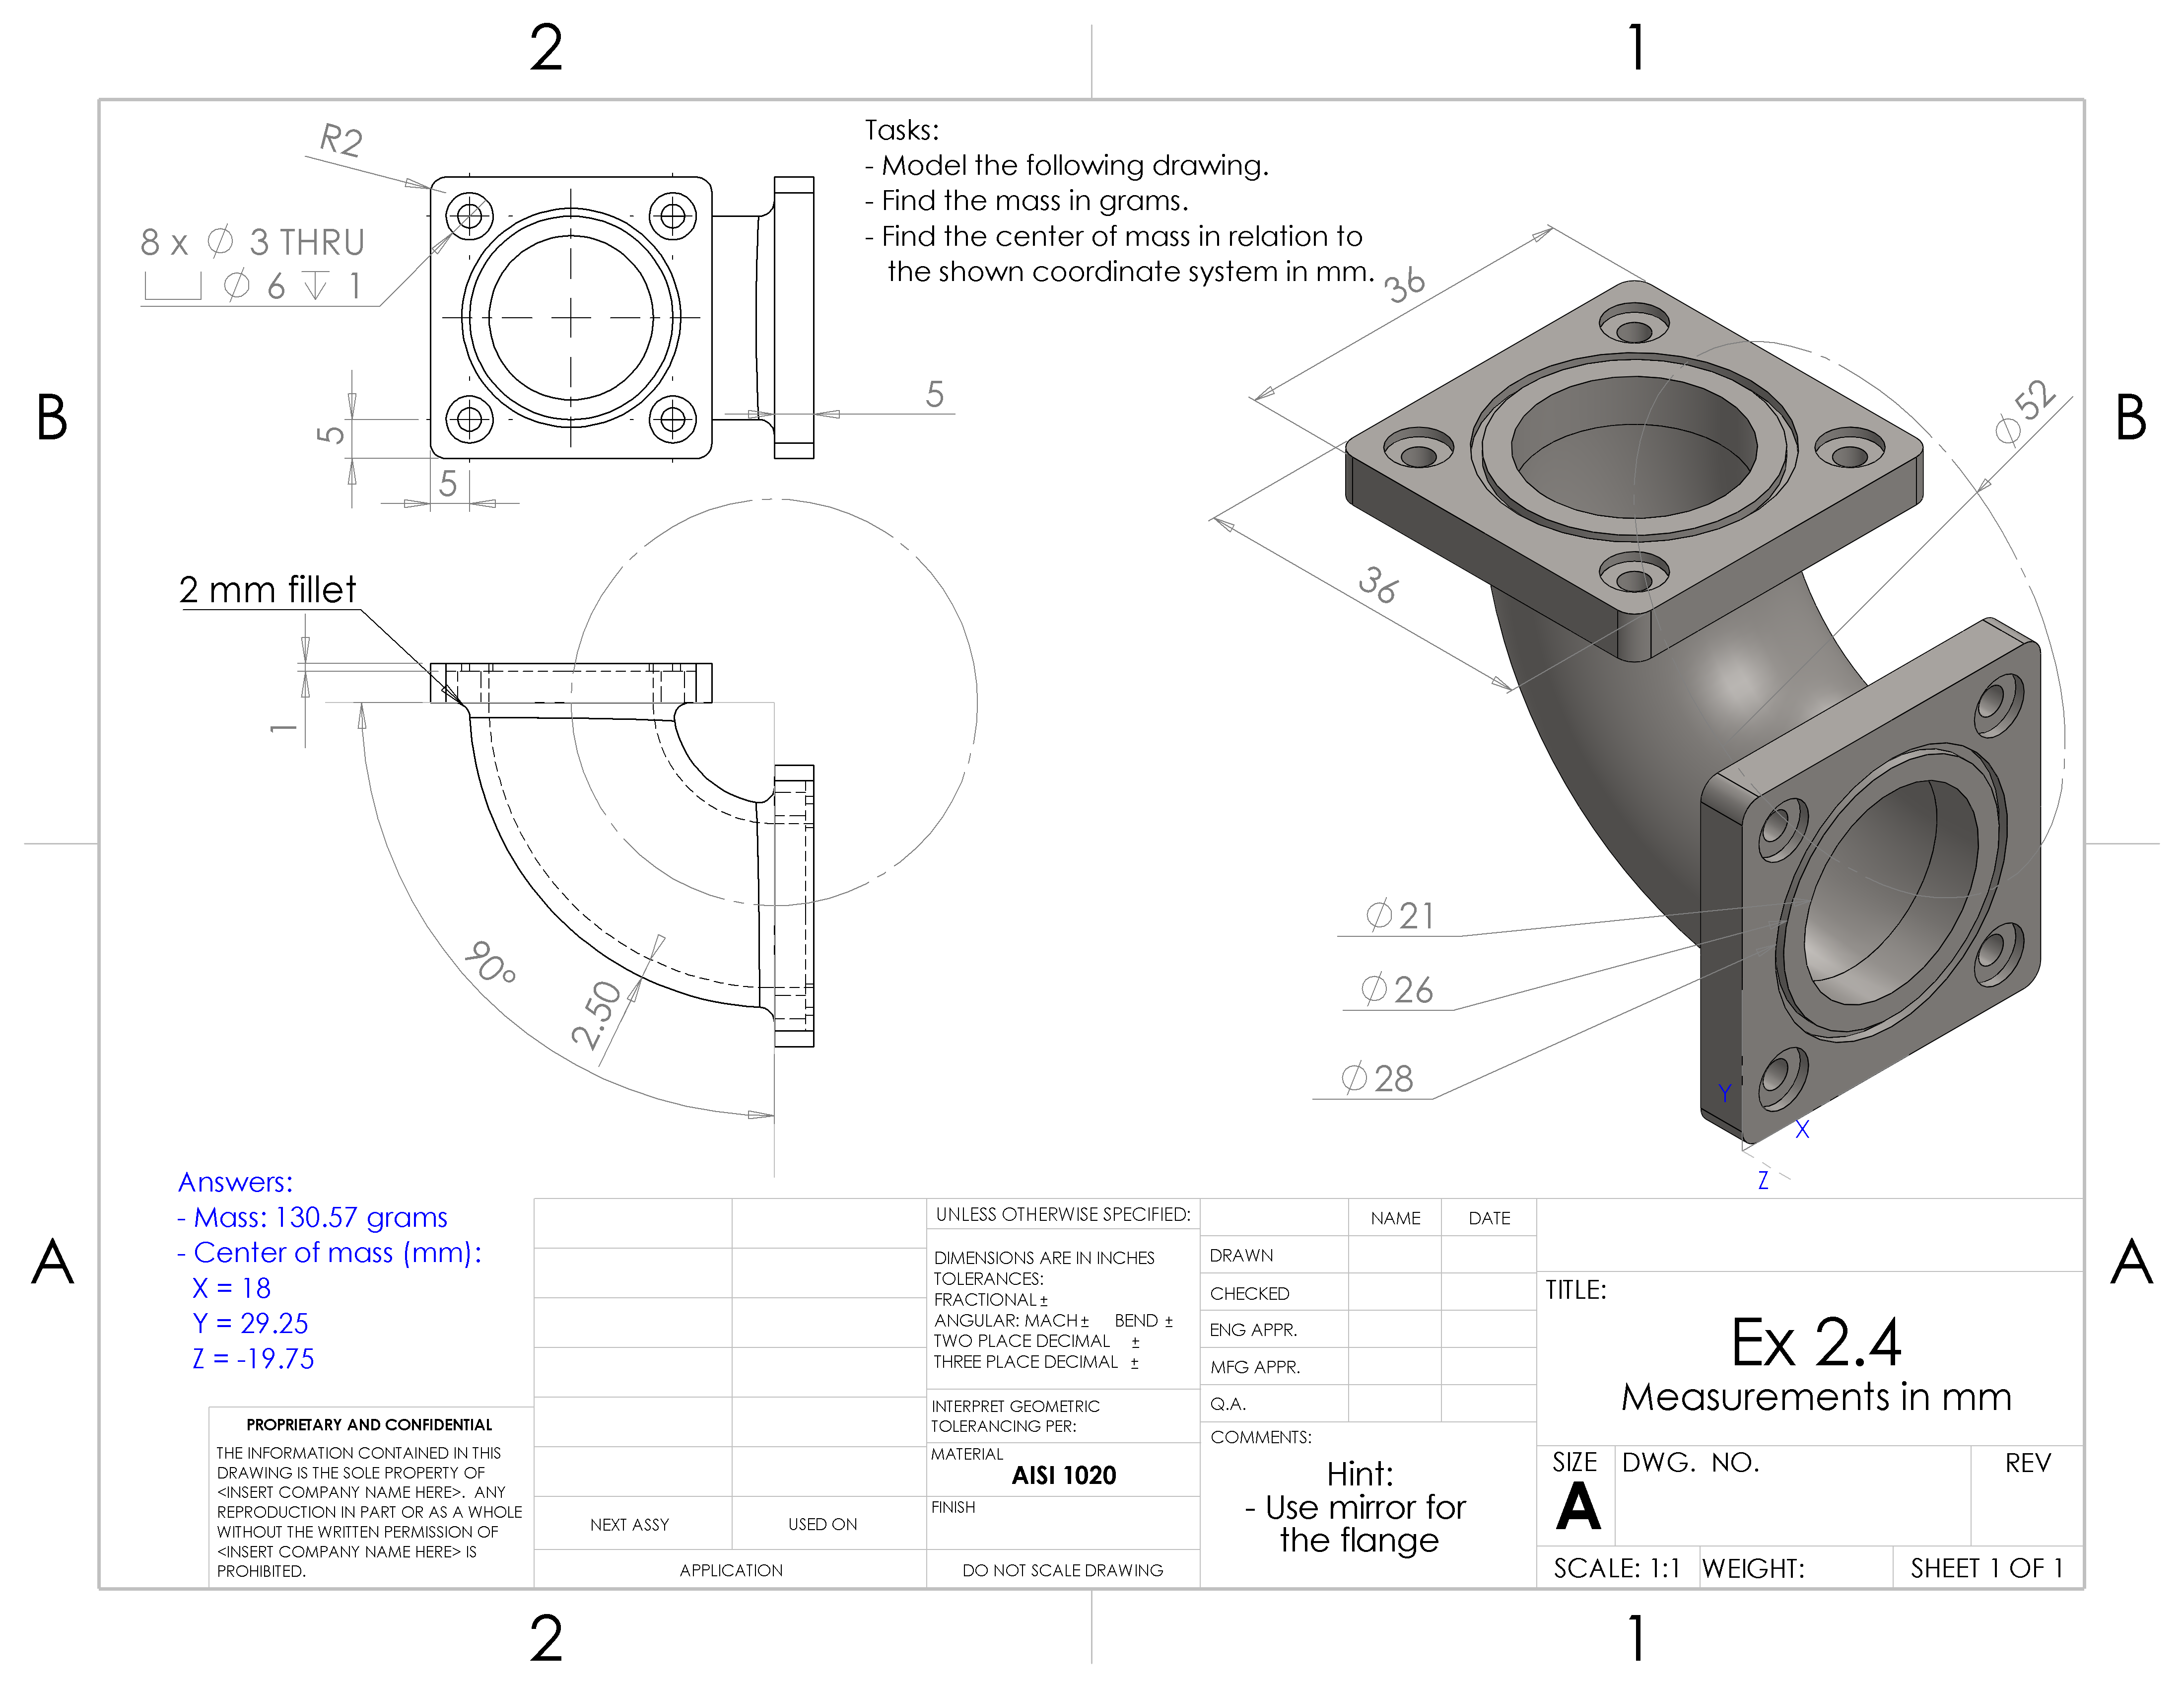 2
1
R2
8 x ⌀ 3 THRU
⌴ ⌀ 6 ↧ 1
5
5
5
Tasks:
- Model the following drawing.
- Find the mass in grams.
- Find the center of mass in relation to
the shown coordinate system in mm.
36
36
⌀52
B
B
2 mm fillet
1
90°
2.50
⌀21
⌀26
⌀28
Y
X
Z
A
A
Answers:
- Mass: 130.57 grams
- Center of mass (mm):
X = 18
Y = 29.25
Z = -19.75
PROPRIETARY AND CONFIDENTIAL
THE INFORMATION CONTAINED IN THIS
DRAWING IS THE SOLE PROPERTY OF
<INSERT COMPANY NAME HERE>. ANY
REPRODUCTION IN PART OR AS A WHOLE
WITHOUT THE WRITTEN PERMISSION OF
<INSERT COMPANY NAME HERE> IS
PROHIBITED.
NEXT ASSY
USED ON
APPLICATION
UNLESS OTHERWISE SPECIFIED:
DIMENSIONS ARE IN INCHES
TOLERANCES:
FRACTIONAL ±
ANGULAR: MACH ± BEND ±
TWO PLACE DECIMAL ±
THREE PLACE DECIMAL ±
INTERPRET GEOMETRIC
TOLERANCING PER:
MATERIAL
AISI 1020
FINISH
DO NOT SCALE DRAWING
NAME
DATE
DRAWN
CHECKED
ENG APPR.
MFG APPR.
Q.A.
COMMENTS:
Hint:
- Use mirror for
the flange
TITLE:
Ex 2.4
Measurements in mm
SIZE
A
DWG. NO.
REV
SCALE: 1:1
WEIGHT:
SHEET 1 OF 1
2
1